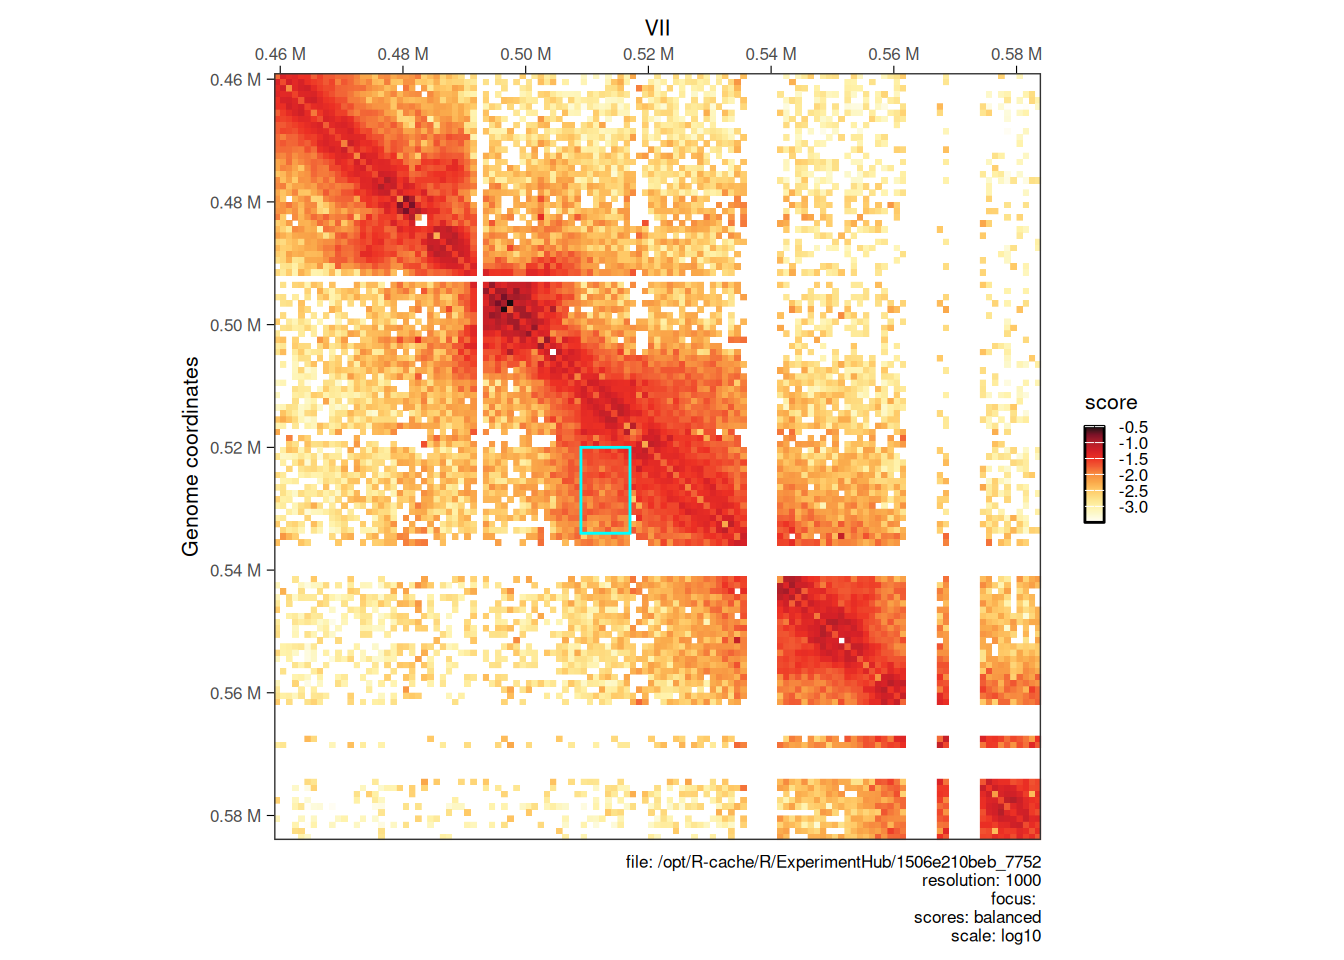 VII
0.46 M 0.48 M 0.50 M 0.52 M 0.54 M 0.56 M 0.58 M
0.46 M
0.48 M
0.50 M
0.52 M
0.54 M
0.56 M
0.58 M
Genome coordinates
score
-0.5
-1.0
-1.5
-2.0
-2.5
-3.0
file: /opt/R-cache/R/ExperimentHub/1506e210beb_7752
resolution: 1000
focus:
scores: balanced
scale: log10